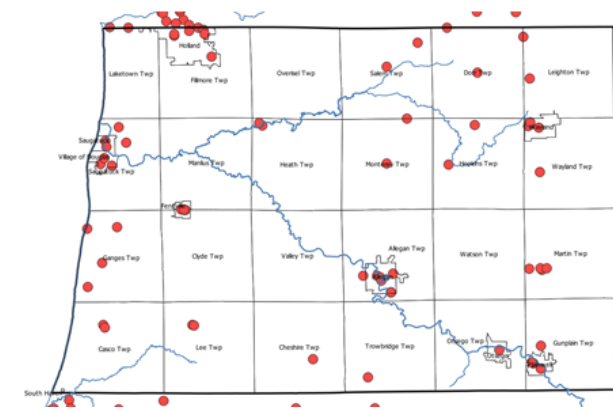 Holland
Laketown Twp
Fillmore Twp
Overisel Twp
Salem Twp
Dorr Twp
Leighton Twp
Saugatuck
Village of Douglas
Saugatuck Twp
Manlius Twp
Heath Twp
Monterey Twp
Hopkins Twp
Wayland
Wayland Twp
Fennville
Ganges Twp
Clyde Twp
Valley Twp
Allegan Twp
Allegan
Watson Twp
Martin Twp
Casco Twp
Lee Twp
Cheshire Twp
Trowbridge Twp
Otsego Twp
Otsego
Gunplain Twp
Plainwell
South Haven